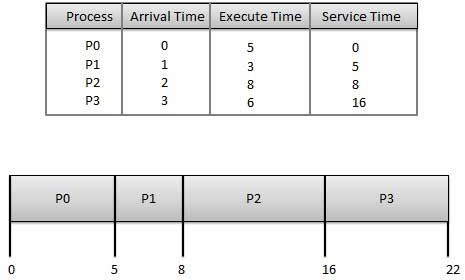 Process Arrival Time Execute Time Service Time
P0 0 5 0
P1 1 3 5
P2 2 8 8
P3 3 6 16
P0 P1 P2 P3
0 5 8 16 22